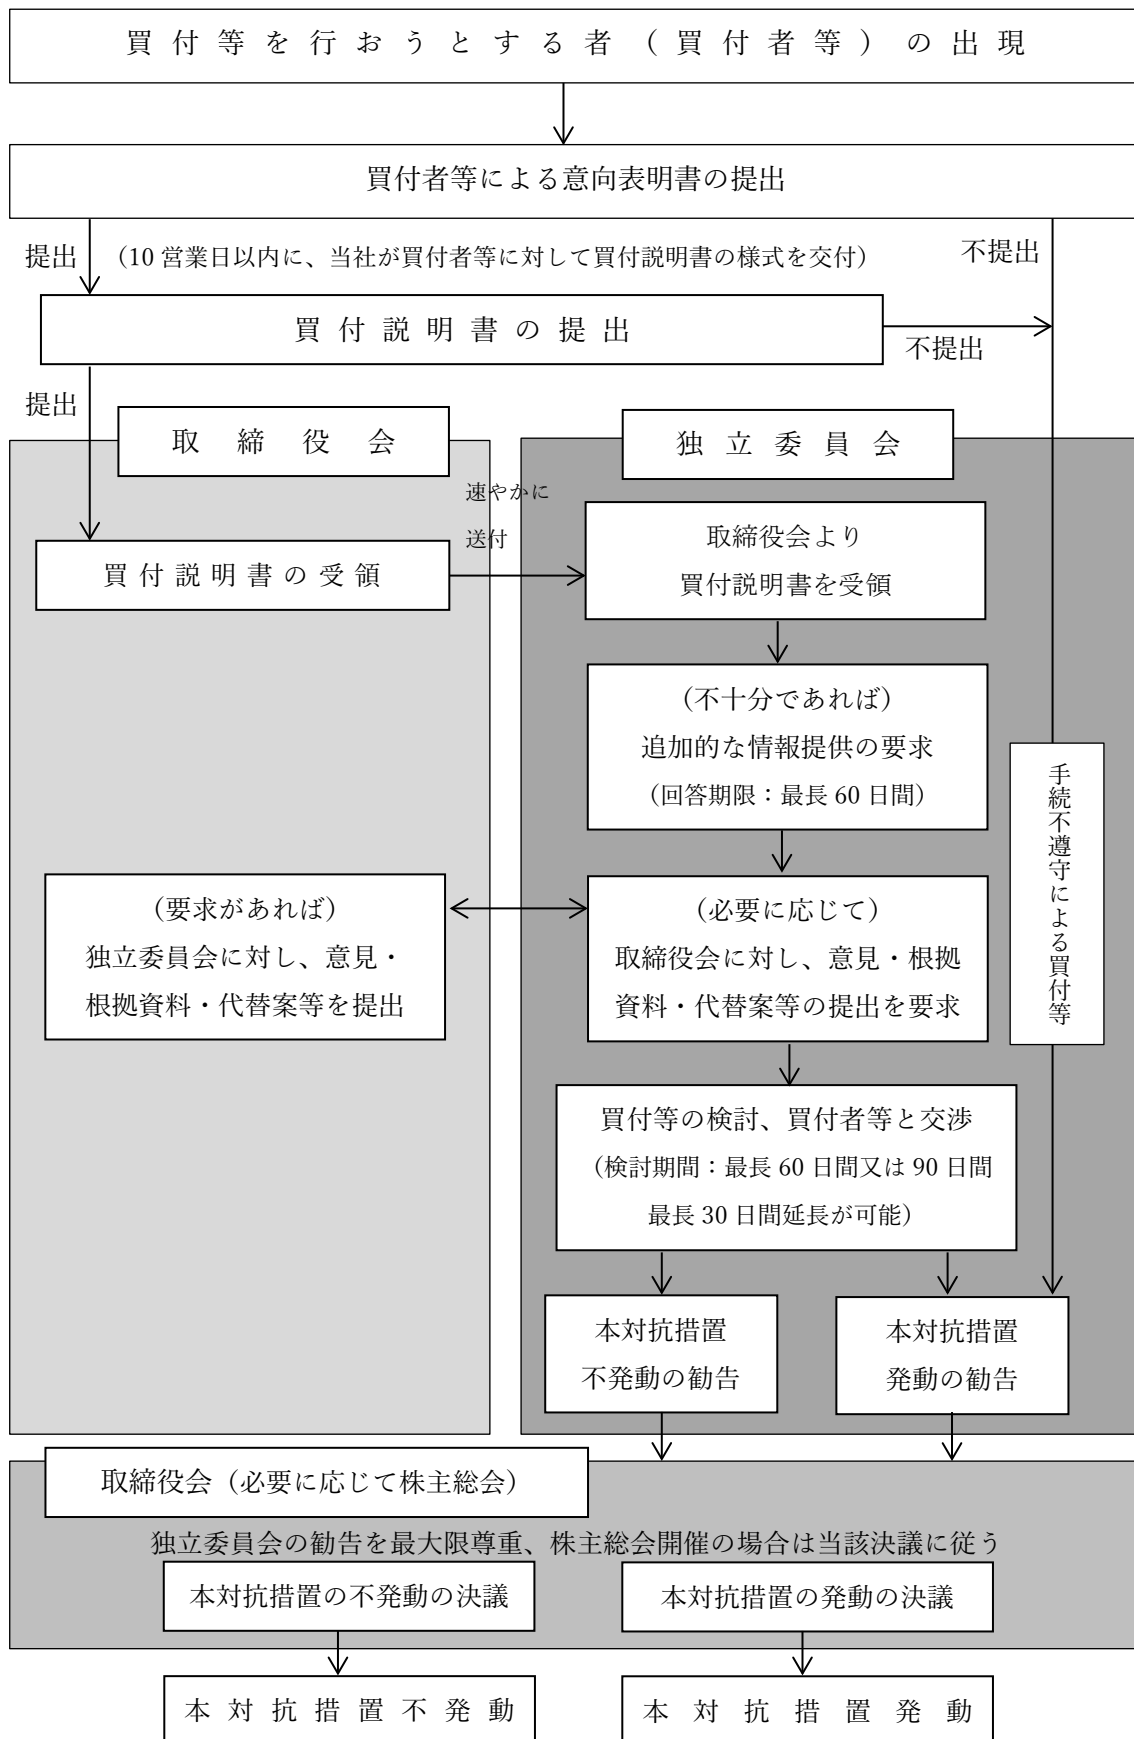 買付等を行おうとする者（買付者等）の出現
買付者等による意向表明書の提出
提出
（10 営業日以内に、当社が買付者等に対して買付説明書の様式を交付）
不提出
買付説明書の提出
不提出
提出
取締役会
独立委員会
速やかに
送付
買付説明書の受領
取締役会より
買付説明書を受領
（不十分であれば）
追加的な情報提供の要求
（回答期限：最長 60 日間）
手続不遵守による買付等
（要求があれば）
独立委員会に対し、意見・
根拠資料・代替案等を提出
（必要に応じて）
取締役会に対し、意見・根拠
資料・代替案等の提出を要求
買付等の検討、買付者等と交渉
（検討期間：最長 60 日間又は 90 日間
最長 30 日間延長が可能）
本対抗措置
不発動の勧告
本対抗措置
発動の勧告
取締役会（必要に応じて株主総会）
独立委員会の勧告を最大限尊重、株主総会開催の場合は当該決議に従う
本対抗措置の不発動の決議
本対抗措置の発動の決議
本対抗措置不発動
本対抗措置発動